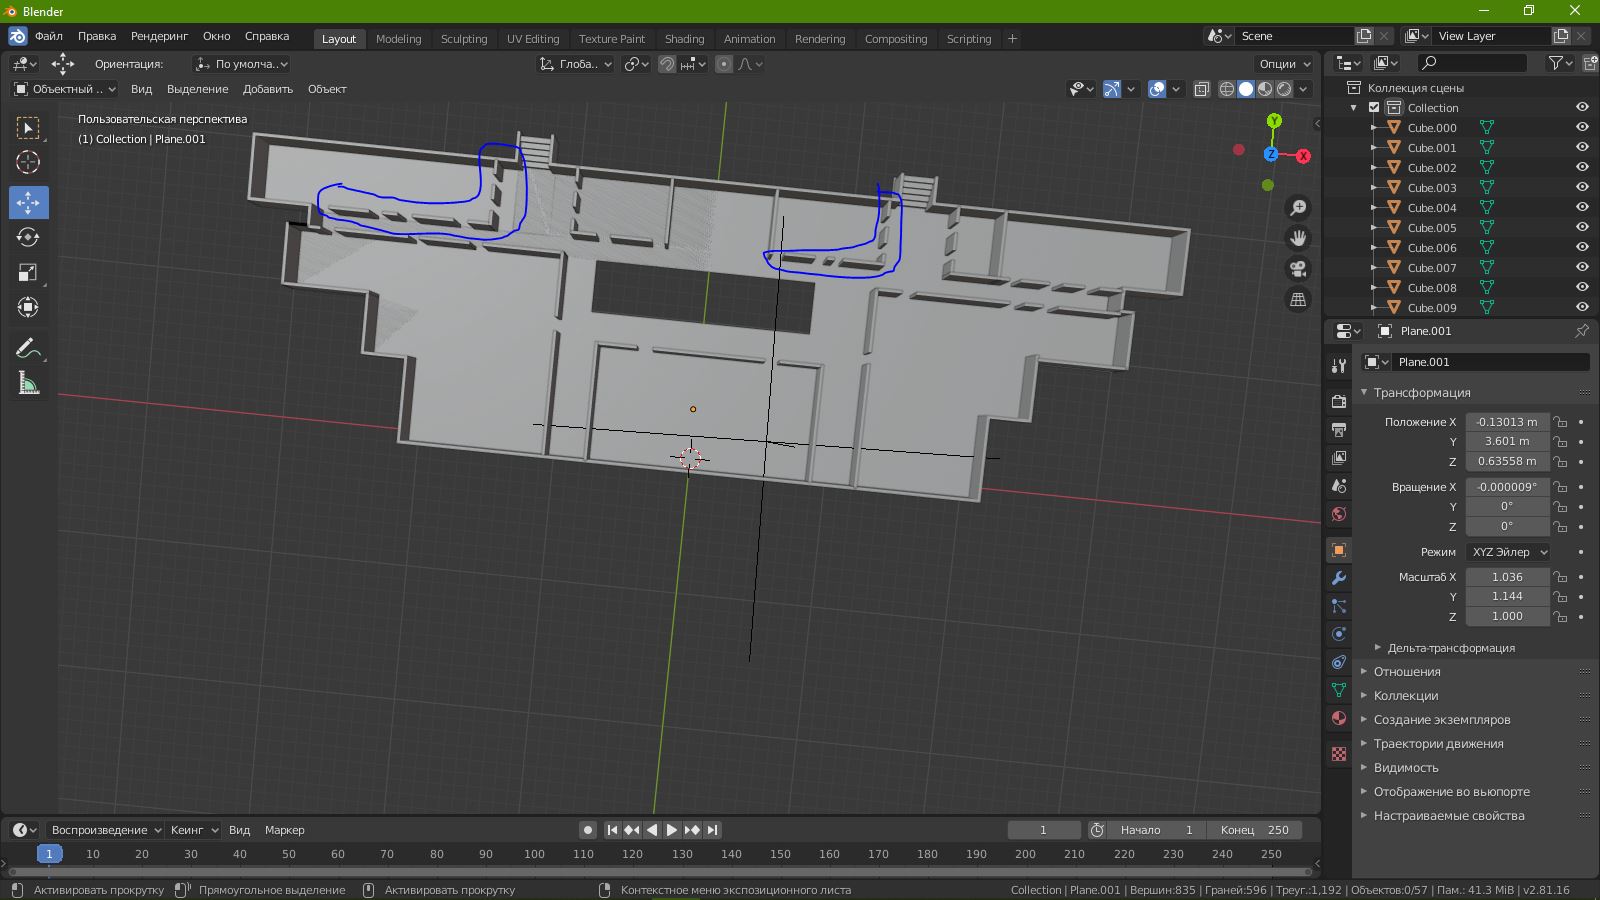 Blender
Файл Правка Рендеринг Окно Справка Layout Modeling Sculpting UV Editing Texture Paint Shading Animation Rendering Compositing Scripting + Scene View Layer
Ориентация: По умолча.. Глоба.. Опции
Объектный .. Вид Выделение Добавить Объект
Пользовательская перспектива
(1) Collection | Plane.001
Y
Z
X
Коллекция сцены
Collection
Cube.000
Cube.001
Cube.002
Cube.003
Cube.004
Cube.005
Cube.006
Cube.007
Cube.008
Cube.009
Plane.001
Plane.001
Трансформация
Положение X -0.13013 m
Y 3.601 m
Z 0.63558 m
Вращение X -0.000009°
Y 0°
Z 0°
Режим XYZ Эйлер
Масштаб X 1.036
Y 1.144
Z 1.000
Дельта-трансформация
Отношения
Коллекции
Создание экземпляров
Траектории движения
Видимость
Отображение во вьюпорте
Настраиваемые свойства
Воспроизведение Кеинг Вид Маркер 1 Начало 1 Конец 250
1 10 20 30 40 50 60 70 80 90 100 110 120 130 140 150 160 170 180 190 200 210 220 230 240 250
Активировать прокрутку Прямоугольное выделение Активировать прокрутку Контекстное меню экспозиционного листа Collection | Plane.001 | Вершин:835 | Граней:596 | Треуг.:1,192 | Объектов:0/57 | Пам.: 41.3 MiB | v2.81.16